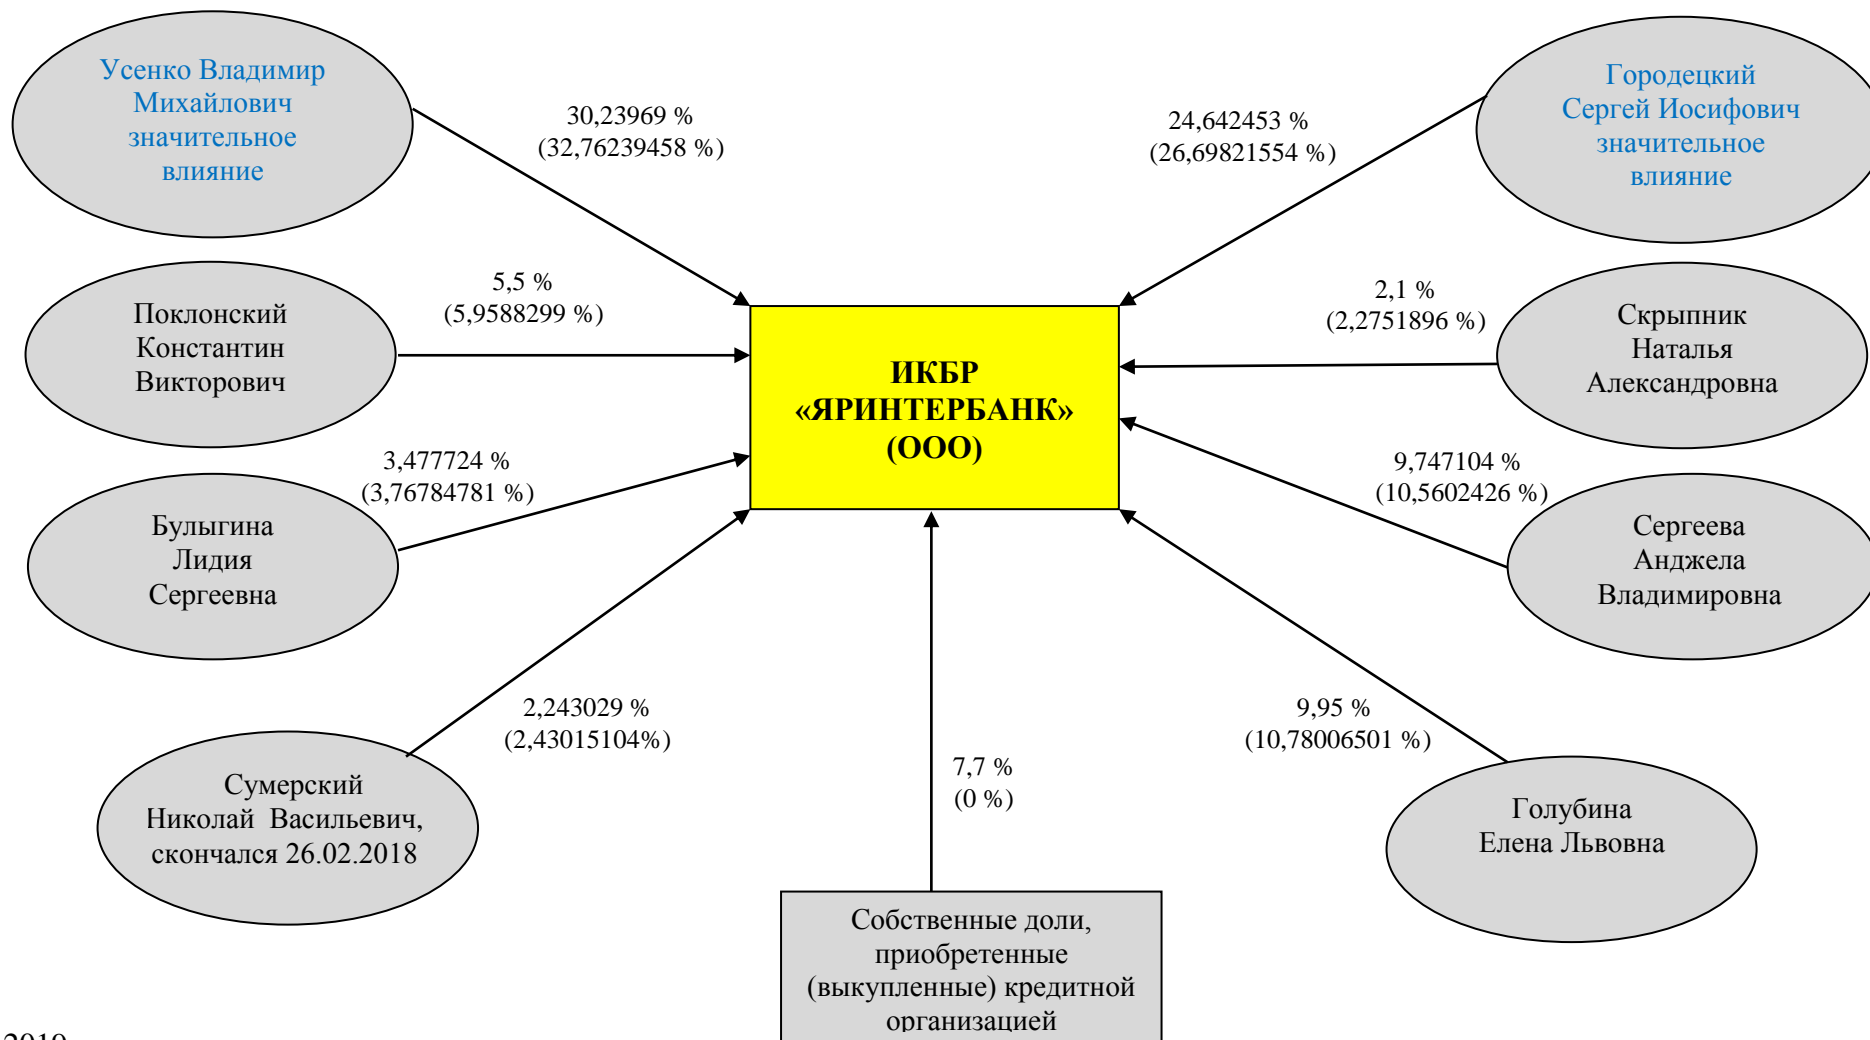 Усенко Владимир
Михайлович
значительное
влияние
30,23969 %
(32,76239458 %)
24,642453 %
(26,69821554 %)
Городецкий
Сергей Иосифович
значительное
влияние
Поклонский
Константин
Викторович
5,5 %
(5,9588299 %)
2,1 %
(2,2751896 %)
Скрыпник
Наталья
Александровна
ИКБР
«ЯРИНТЕРБАНК»
(ООО)
Булыгина
Лидия
Сергеевна
3,477724 %
(3,76784781 %)
9,747104 %
(10,5602426 %)
Сергеева
Анджела
Владимировна
Сумерский
Николай Васильевич,
скончался 26.02.2018
2,243029 %
(2,43015104%)
7,7 %
(0 %)
9,95 %
(10,78006501 %)
Голубина
Елена Львовна
Собственные доли,
приобретенные
(выкупленные) кредитной
организацией